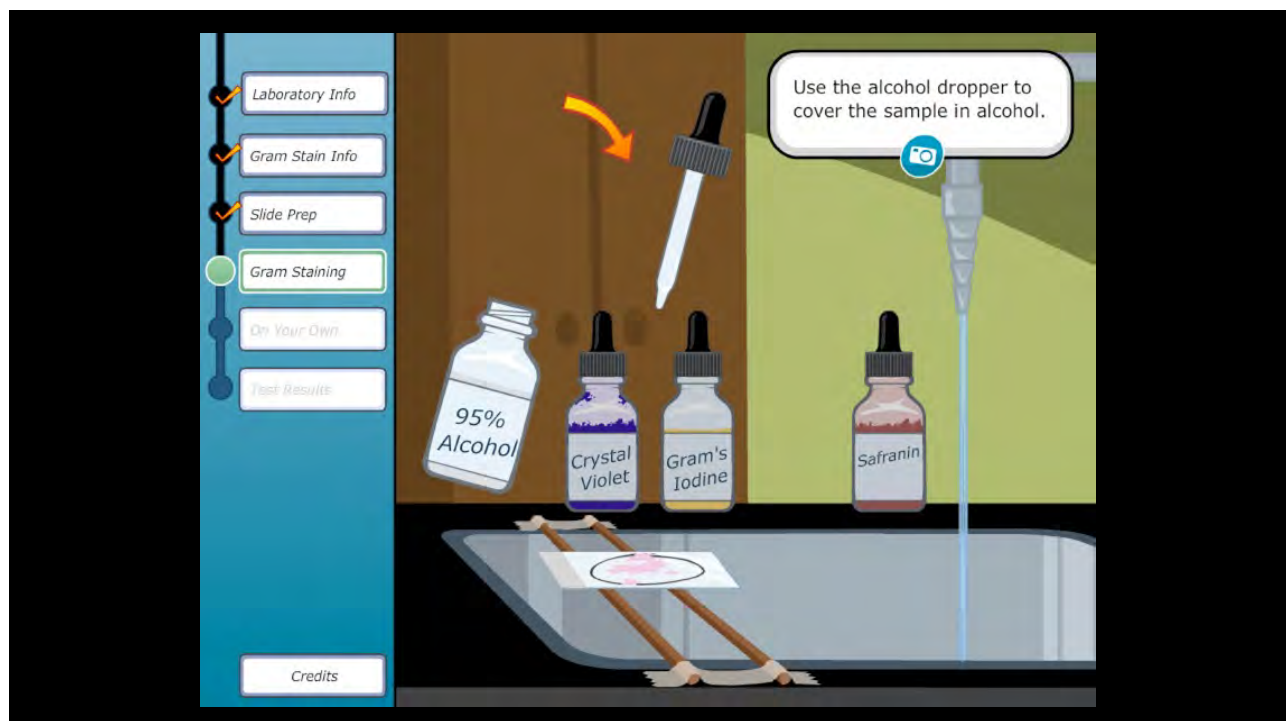 Laboratory Info
Gram Stain Info
Slide Prep
Gram Staining
On Your Own
Test Results
Credits
Use the alcohol dropper to
cover the sample in alcohol.
95%
Alcohol
Crystal
Violet
Gram's
Iodine
Safranin